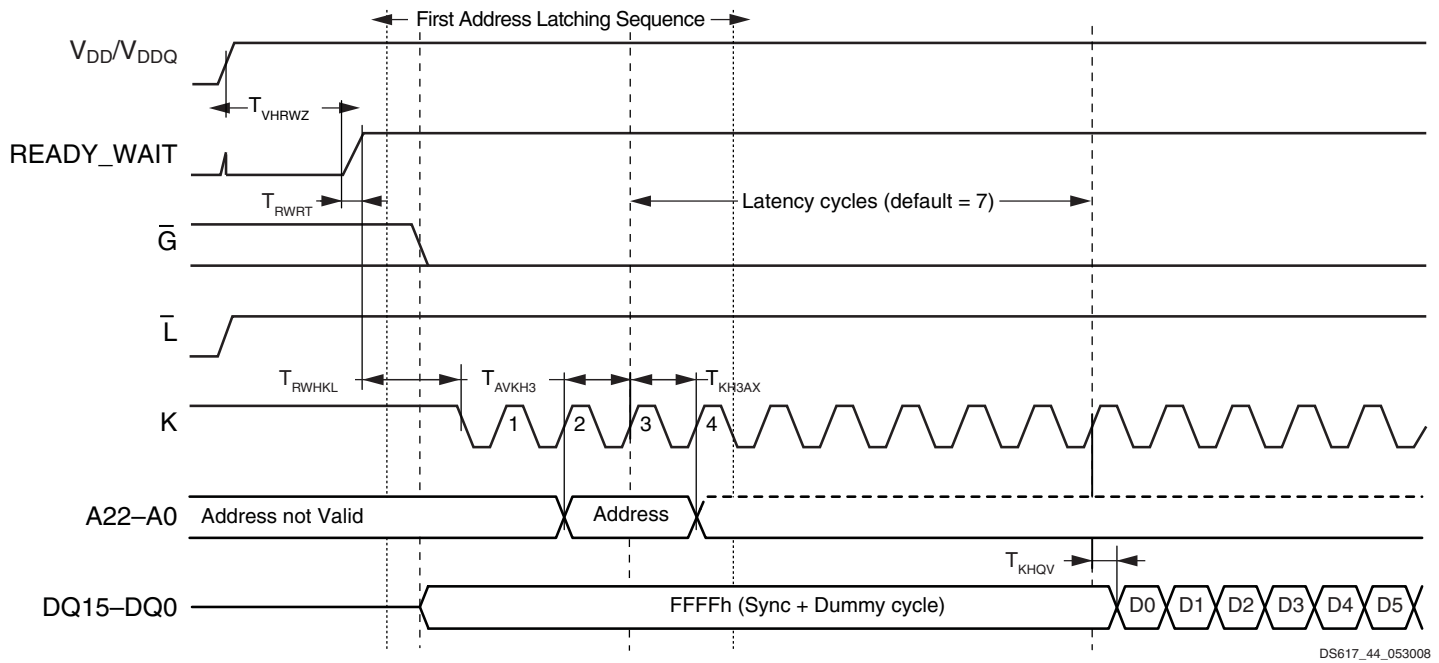 First Address Latching Sequence
VDD/VDDQ
TVHRWZ
READY_WAIT
TRWRT
Latency cycles (default = 7)
G
L
TRWHKL
TAVKH3
TKH3AX
K
1 2 3 4
A22–A0
Address not Valid
Address
TKHQV
DQ15–DQ0
FFFFh (Sync + Dummy cycle)
D0 D1 D2 D3 D4 D5
DS617_44_053008